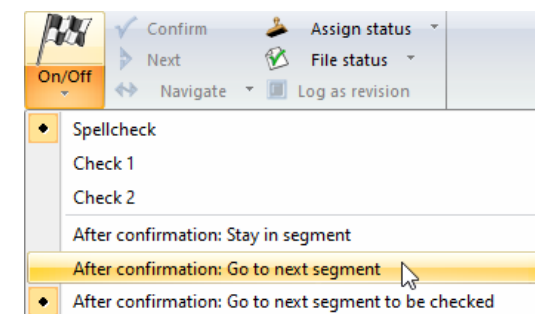 Confirm Assign status
Next File status
On/Off
Navigate Log as revision
Spellcheck
Check 1
Check 2
After confirmation: Stay in segment
After confirmation: Go to next segment
After confirmation: Go to next segment to be checked